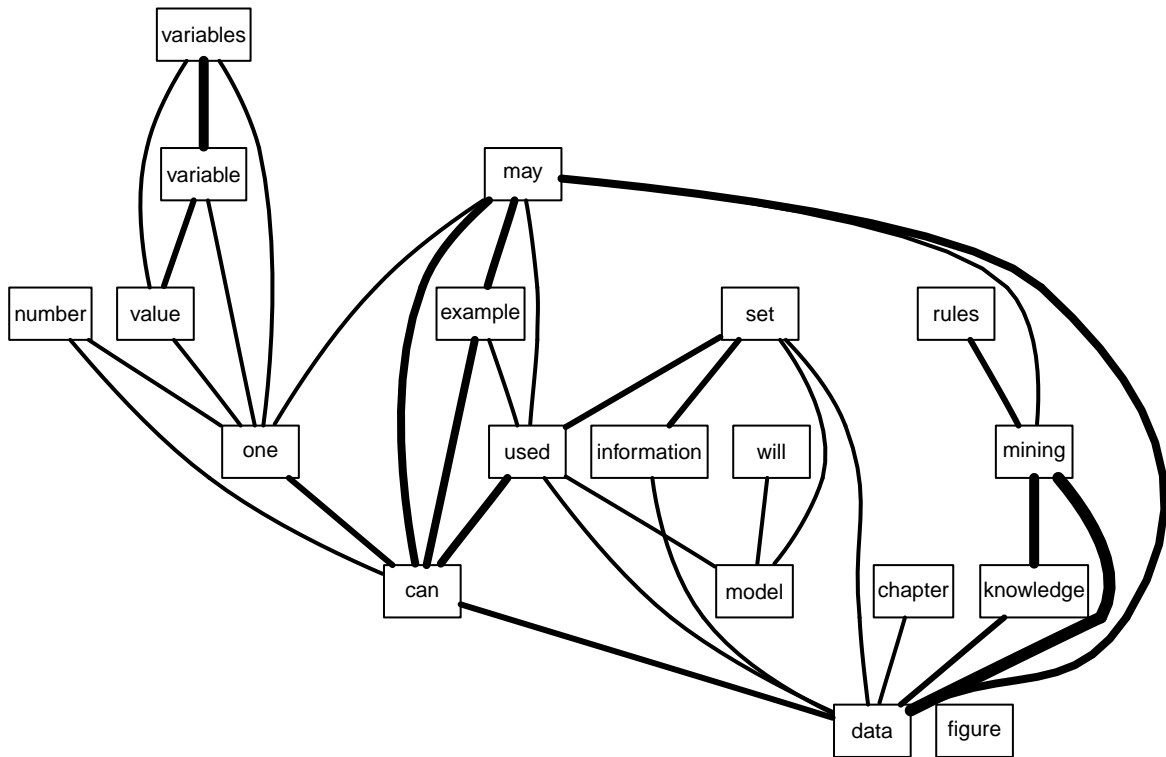 variables
variable
may
number
value
example
set
rules
one
used
information
will
mining
can
model
chapter
knowledge
data
figure